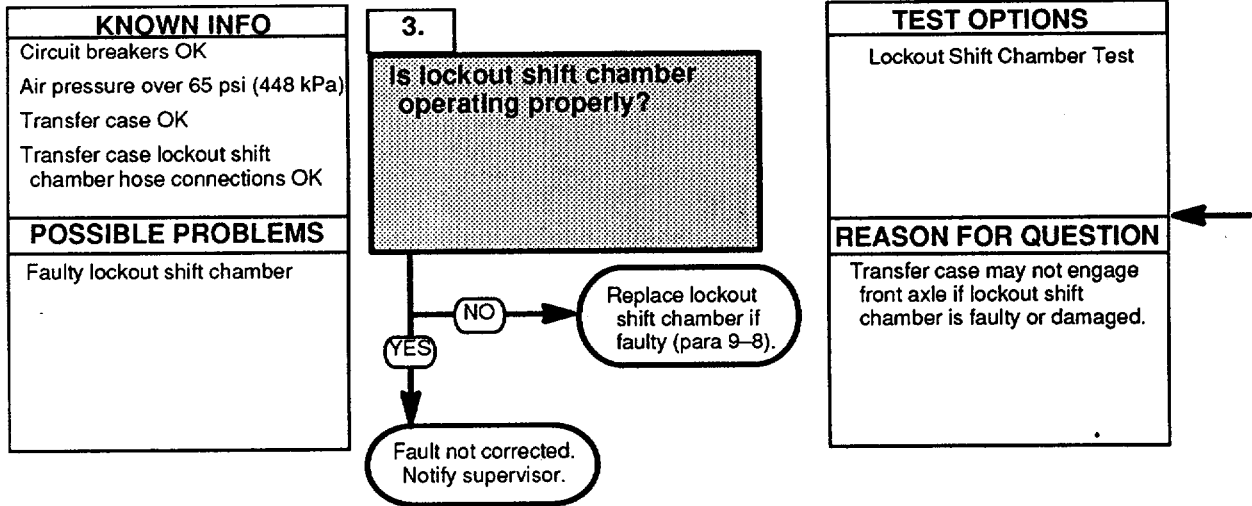 KNOWN INFO
Circuit breakers OK
Air pressure over 65 psi (448 kPa)
Transfer case OK
Transfer case lockout shift
chamber hose connections OK
POSSIBLE PROBLEMS
Faulty lockout shift chamber
3.
Is lockout shift chamber
operating properly?
NO
Replace lockout
shift chamber if
faulty (para 9–8).
YES
Fault not corrected.
Notify supervisor.
TEST OPTIONS
Lockout Shift Chamber Test
REASON FOR QUESTION
Transfer case may not engage
front axle if lockout shift
chamber is faulty or damaged.